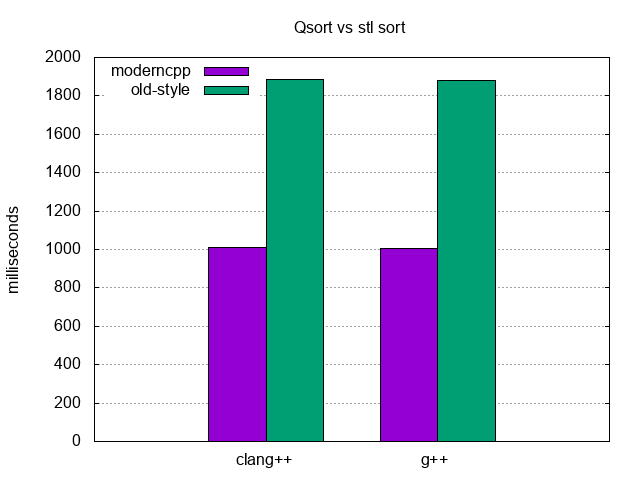 Qsort vs stl sort
2000
1800
1600
1400
1200
1000
800
600
400
200
0
milliseconds
moderncpp
old-style
clang++
g++